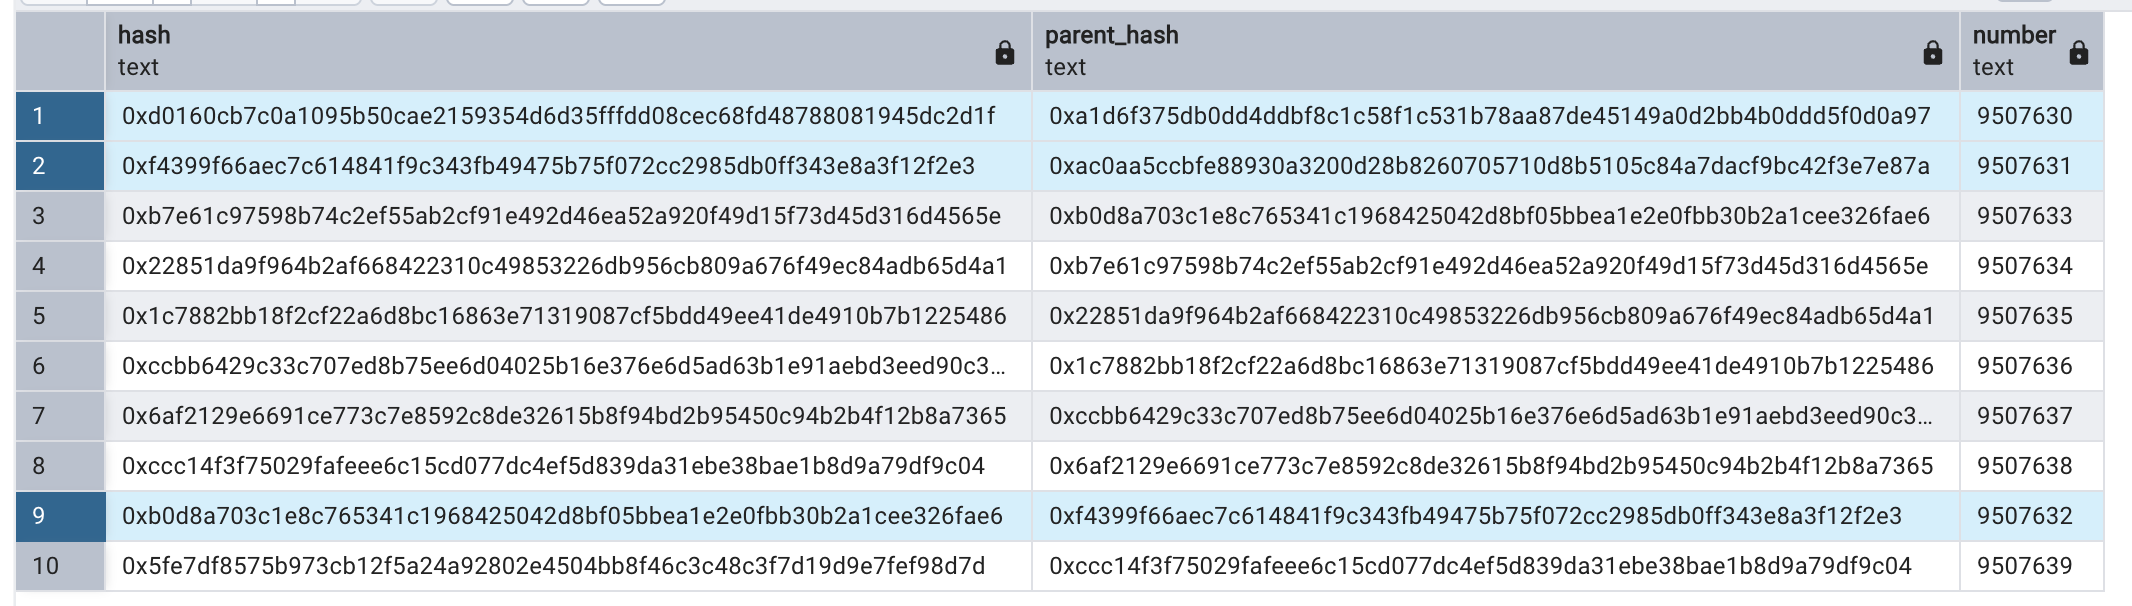 hash parent_hash number
text text text
1 0xd0160cb7c0a1095b50cae2159354d6d35fffdd08cec68fd48788081945dc2d1f 0xa1d6f375db0dd4ddbf8c1c58f1c531b78aa87de45149a0d2bb4b0ddd5f0d0a97 9507630
2 0xf4399f66aec7c614841f9c343fb49475b75f072cc2985db0ff343e8a3f12f2e3 0xac0aa5ccbfe88930a3200d28b8260705710d8b5105c84a7dacf9bc42f3e7e87a 9507631
3 0xb7e61c97598b74c2ef55ab2cf91e492d46ea52a920f49d15f73d45d316d4565e 0xb0d8a703c1e8c765341c1968425042d8bf05bbea1e2e0fbb30b2a1cee326fae6 9507633
4 0x22851da9f964b2af668422310c49853226db956cb809a676f49ec84adb65d4a1 0xb7e61c97598b74c2ef55ab2cf91e492d46ea52a920f49d15f73d45d316d4565e 9507634
5 0x1c7882bb18f2cf22a6d8bc16863e71319087cf5bdd49ee41de4910b7b1225486 0x22851da9f964b2af668422310c49853226db956cb809a676f49ec84adb65d4a1 9507635
6 0xccbb6429c33c707ed8b75ee6d04025b16e376e6d5ad63b1e91aebd3eed90c3... 0x1c7882bb18f2cf22a6d8bc16863e71319087cf5bdd49ee41de4910b7b1225486 9507636
7 0x6af2129e6691ce773c7e8592c8de32615b8f94bd2b95450c94b2b4f12b8a7365 0xccbb6429c33c707ed8b75ee6d04025b16e376e6d5ad63b1e91aebd3eed90c3... 9507637
8 0xccc14f3f75029fafeee6c15cd077dc4ef5d839da31ebe38bae1b8d9a79df9c04 0x6af2129e6691ce773c7e8592c8de32615b8f94bd2b95450c94b2b4f12b8a7365 9507638
9 0xb0d8a703c1e8c765341c1968425042d8bf05bbea1e2e0fbb30b2a1cee326fae6 0xf4399f66aec7c614841f9c343fb49475b75f072cc2985db0ff343e8a3f12f2e3 9507632
10 0x5fe7df8575b973cb12f5a24a92802e4504bb8f46c3c48c3f7d19d9e7fef98d7d 0xccc14f3f75029fafeee6c15cd077dc4ef5d839da31ebe38bae1b8d9a79df9c04 9507639